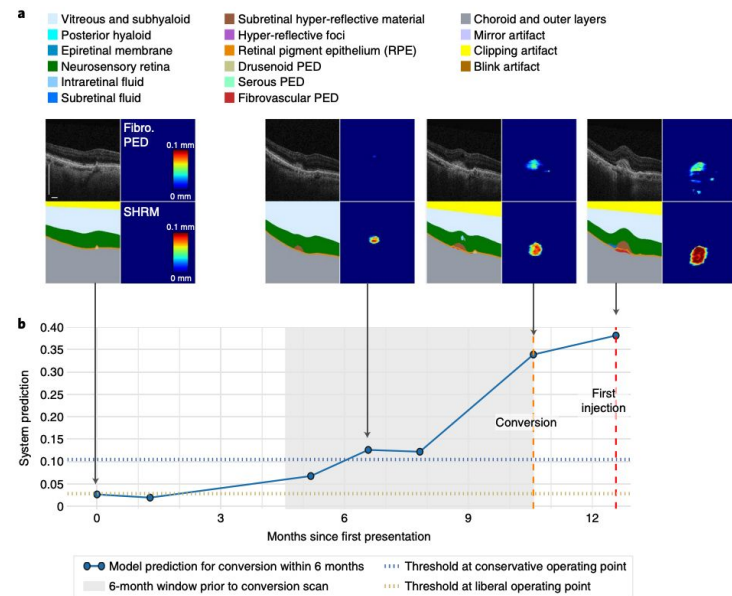 a
Vitreous and subhyaloid
Posterior hyaloid
Epiretinal membrane
Neurosensory retina
Intraretinal fluid
Subretinal fluid
Subretinal hyper-reflective material
Hyper-reflective foci
Retinal pigment epithelium (RPE)
Drusenoid PED
Serous PED
Fibrovascular PED
Choroid and outer layers
Mirror artifact
Clipping artifact
Blink artifact
Fibro.
PED
0.1 mm
0 mm
SHRM
0.1 mm
0 mm
b
0.40
0.35
0.30
0.25
0.20
0.15
0.10
0.05
0
System prediction
Conversion
First
injection
0
3
6
9
12
Months since first presentation
Model prediction for conversion within 6 months
6-month window prior to conversion scan
Threshold at conservative operating point
Threshold at liberal operating point